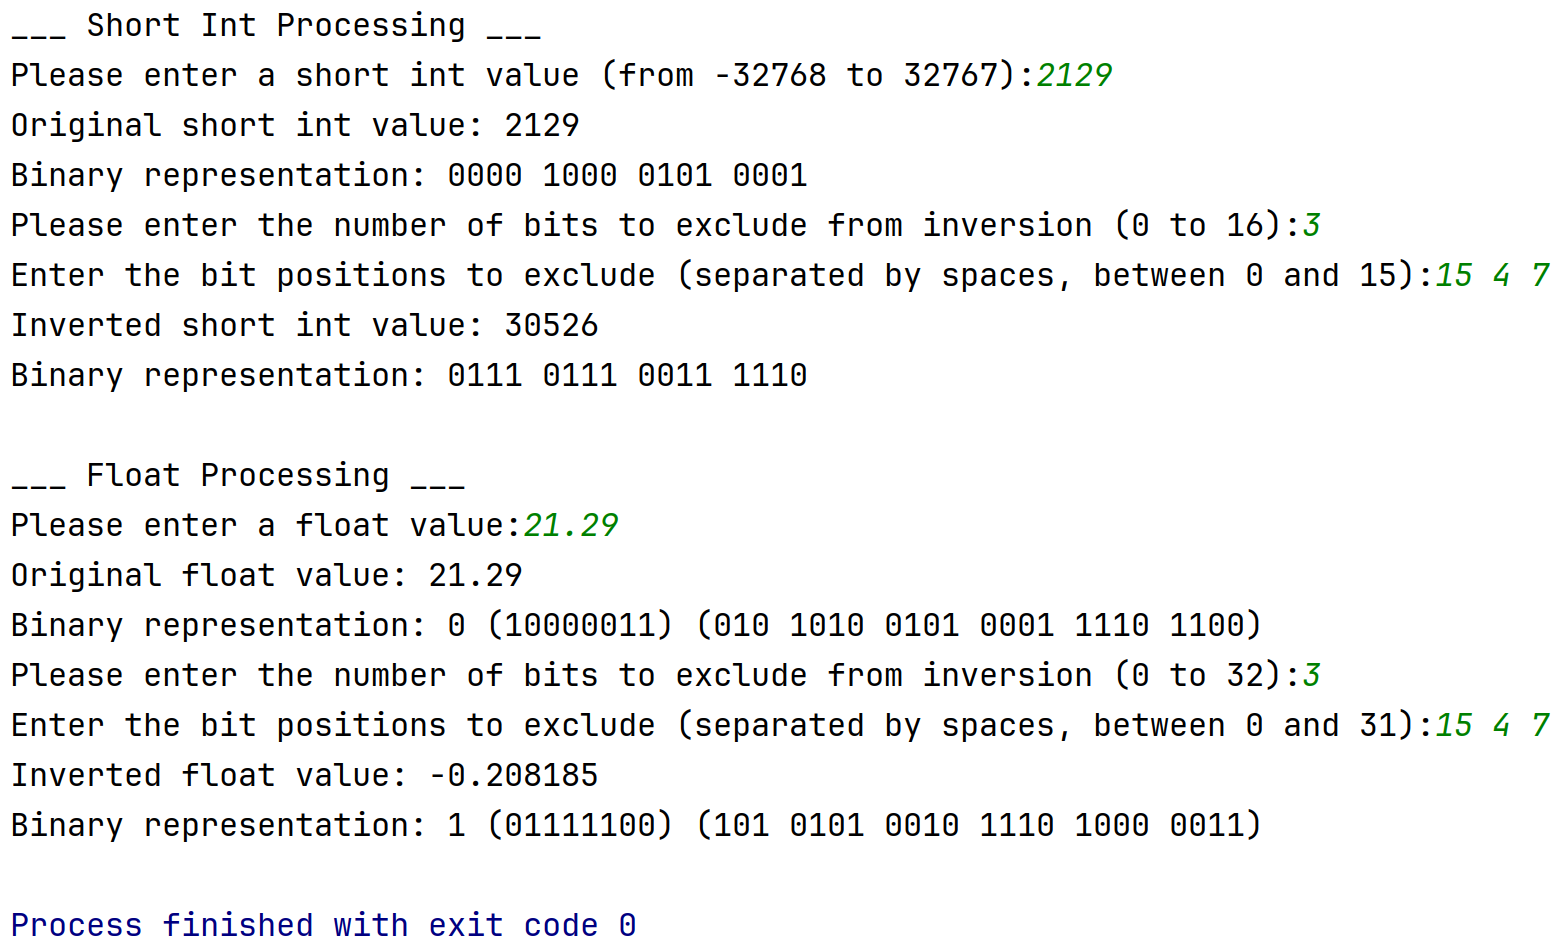 ___ Short Int Processing ___
Please enter a short int value (from -32768 to 32767):2129
Original short int value: 2129
Binary representation: 0000 1000 0101 0001
Please enter the number of bits to exclude from inversion (0 to 16):3
Enter the bit positions to exclude (separated by spaces, between 0 and 15):15 4 7
Inverted short int value: 30526
Binary representation: 0111 0111 0011 1110
___ Float Processing ___
Please enter a float value:21.29
Original float value: 21.29
Binary representation: 0 (10000011) (010 1010 0101 0001 1110 1100)
Please enter the number of bits to exclude from inversion (0 to 32):3
Enter the bit positions to exclude (separated by spaces, between 0 and 31):15 4 7
Inverted float value: -0.208185
Binary representation: 1 (01111100) (101 0101 0010 1110 1000 0011)
Process finished with exit code 0